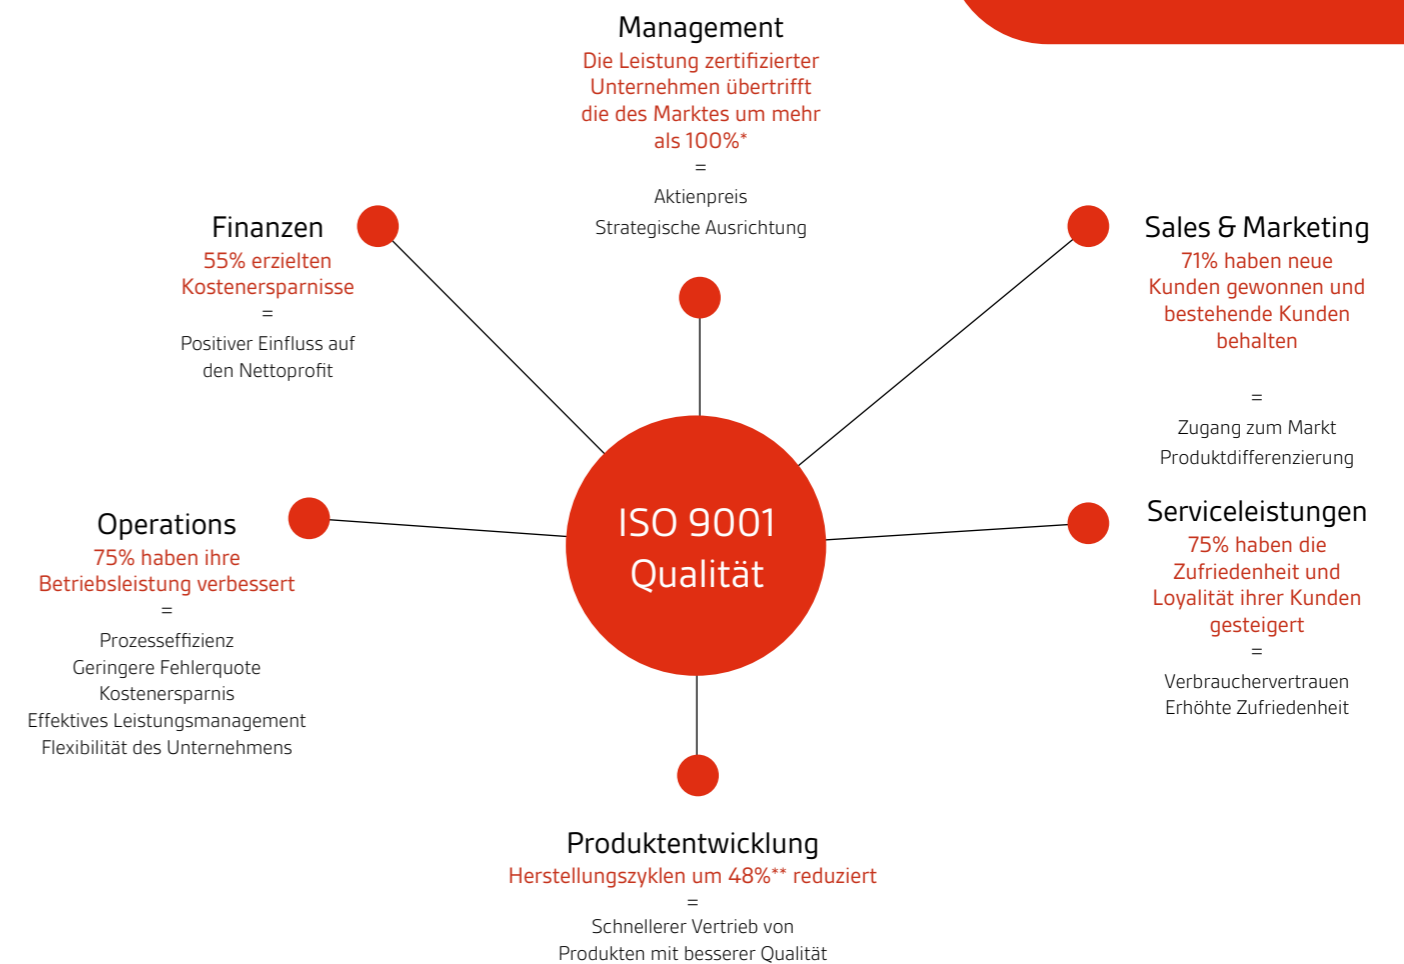 Management
Die Leistung zertifizierter
Unternehmen übertrifft
die des Marktes um mehr
als 100%*
=
Aktienpreis
Strategische Ausrichtung
Finanzen
55% erzielten
Kostenersparnisse
=
Positiver Einfluss auf
den Nettoprofit
Sales & Marketing
71% haben neue
Kunden gewonnen und
bestehende Kunden
behalten
=
Zugang zum Markt
Produktdifferenzierung
ISO 9001
Qualität
Operations
75% haben ihre
Betriebsleistung verbessert
=
Prozesseffizienz
Geringere Fehlerquote
Kostenersparnis
Effektives Leistungsmanagement
Flexibilität des Unternehmens
Serviceleistungen
75% haben die
Zufriedenheit und
Loyalität ihrer Kunden
gesteigert
=
Verbrauchervertrauen
Erhöhte Zufriedenheit
Produktentwicklung
Herstellungszyklen um 48%** reduziert
=
Schnellerer Vertrieb von
Produkten mit besserer Qualität